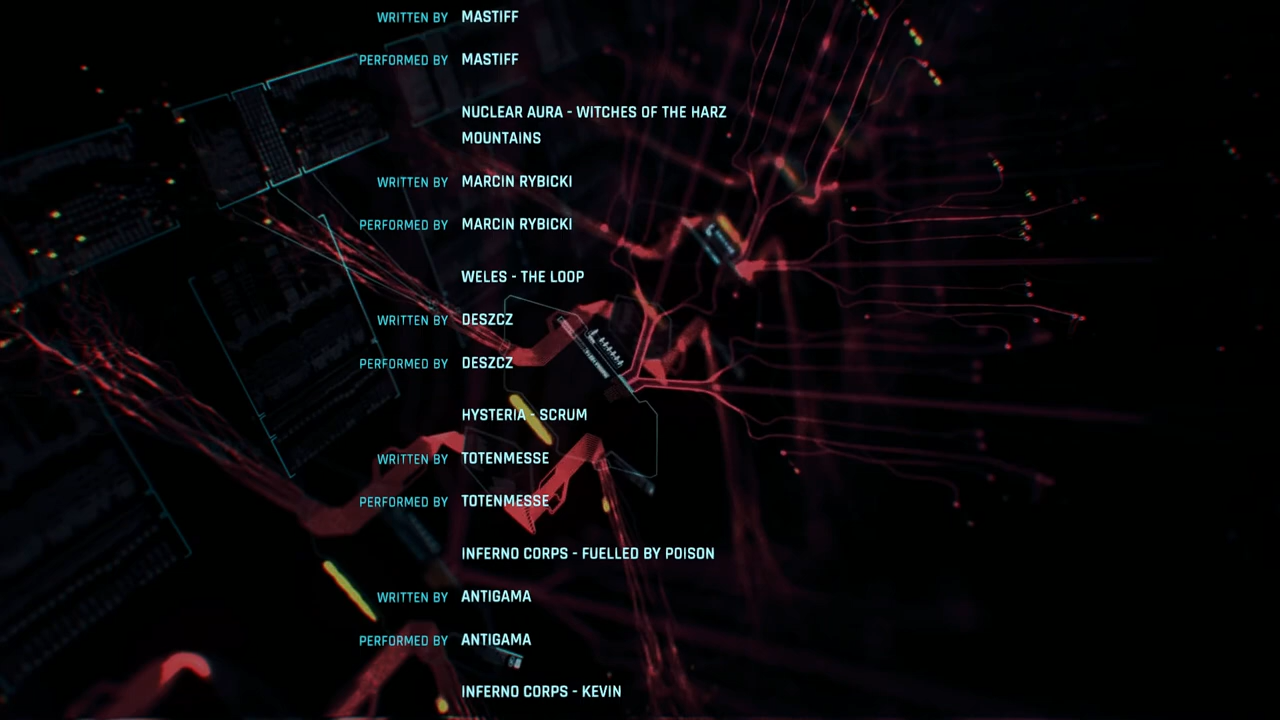 WRITTEN BY MASTIFF
PERFORMED BY MASTIFF
NUCLEAR AURA - WITCHES OF THE HARZ
MOUNTAINS
WRITTEN BY MARCIN RYBICKI
PERFORMED BY MARCIN RYBICKI
WELES - THE LOOP
WRITTEN BY DESZCZ
PERFORMED BY DESZCZ
HYSTERIA - SCRUM
WRITTEN BY TOTENMESSE
PERFORMED BY TOTENMESSE
INFERNO CORPS - FUELLED BY POISON
WRITTEN BY ANTIGAMA
PERFORMED BY ANTIGAMA
INFERNO CORPS - KEVIN